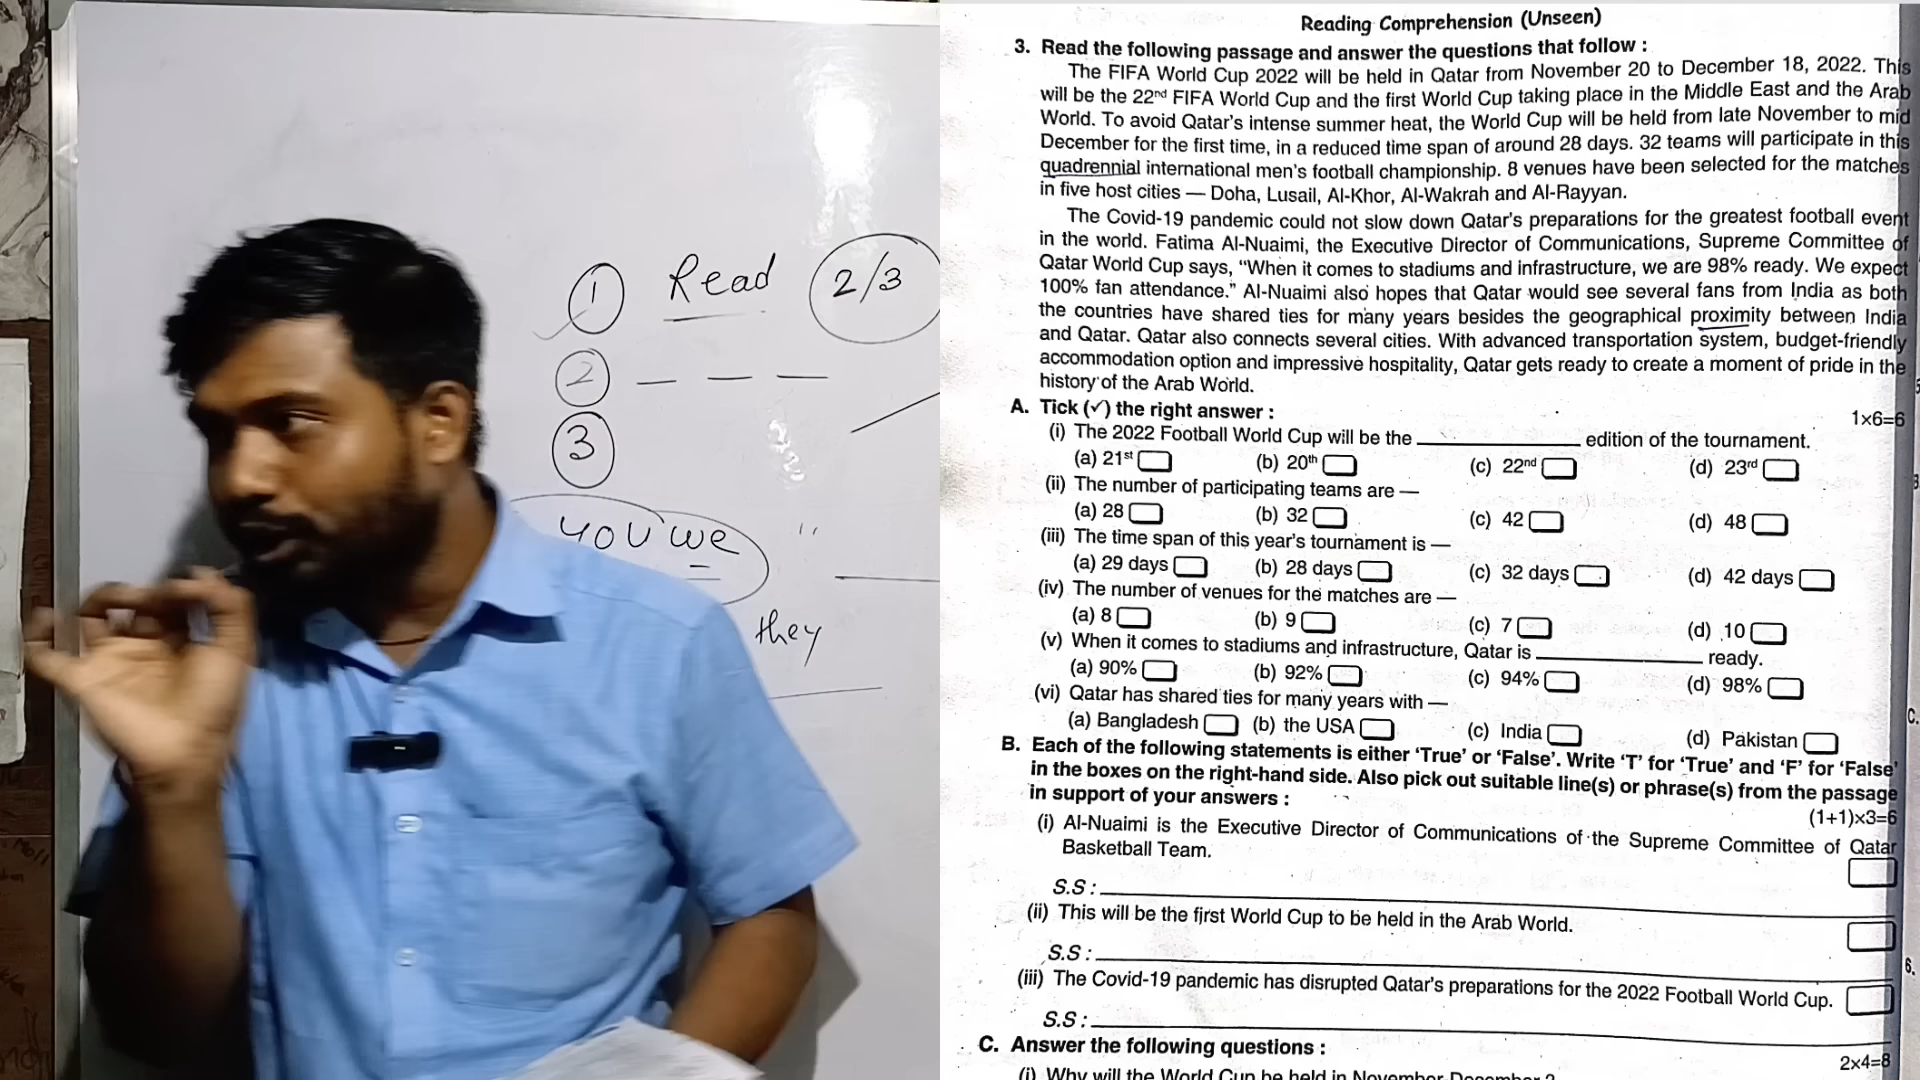 1 Read 2/3
2
3
you we "
they
Reading Comprehension (Unseen)
3. Read the following passage and answer the questions that follow :
The FIFA World Cup 2022 will be held in Qatar from November 20 to December 18, 2022. This
will be the 22nd FIFA World Cup and the first World Cup taking place in the Middle East and the Arab
World. To avoid Qatar's intense summer heat, the World Cup will be held from late November to mid
December for the first time, in a reduced time span of around 28 days. 32 teams will participate in this
quadrennial international men's football championship. 8 venues have been selected for the matches
in five host cities — Doha, Lusail, Al-Khor, Al-Wakrah and Al-Rayyan.
The Covid-19 pandemic could not slow down Qatar's preparations for the greatest football event
in the world. Fatima Al-Nuaimi, the Executive Director of Communications, Supreme Committee of
Qatar World Cup says, "When it comes to stadiums and infrastructure, we are 98% ready. We expect
100% fan attendance." Al-Nuaimi also hopes that Qatar would see several fans from India as both
the countries have shared ties for many years besides the geographical proximity between India
and Qatar. Qatar also connects several cities. With advanced transportation system, budget-friendly
accommodation option and impressive hospitality, Qatar gets ready to create a moment of pride in the
history of the Arab World.
A. Tick (✓) the right answer : 1×6=6
(i) The 2022 Football World Cup will be the ____________ edition of the tournament.
(a) 21st (b) 20th (c) 22nd (d) 23rd
(ii) The number of participating teams are —
(a) 28 (b) 32 (c) 42 (d) 48
(iii) The time span of this year's tournament is —
(a) 29 days (b) 28 days (c) 32 days (d) 42 days
(iv) The number of venues for the matches are —
(a) 8 (b) 9 (c) 7 (d) 10
(v) When it comes to stadiums and infrastructure, Qatar is ____________ ready.
(a) 90% (b) 92% (c) 94% (d) 98%
(vi) Qatar has shared ties for many years with —
(a) Bangladesh (b) the USA (c) India (d) Pakistan
B. Each of the following statements is either 'True' or 'False'. Write 'T' for 'True' and 'F' for 'False'
in the boxes on the right-hand side. Also pick out suitable line(s) or phrase(s) from the passage
in support of your answers : (1+1)×3=6
(i) Al-Nuaimi is the Executive Director of Communications of the Supreme Committee of Qatar
Basketball Team.
S.S :
(ii) This will be the first World Cup to be held in the Arab World.
S.S :
(iii) The Covid-19 pandemic has disrupted Qatar's preparations for the 2022 Football World Cup.
S.S :
C. Answer the following questions : 2×4=8
(i) Why will the World Cup be held in November-December ?